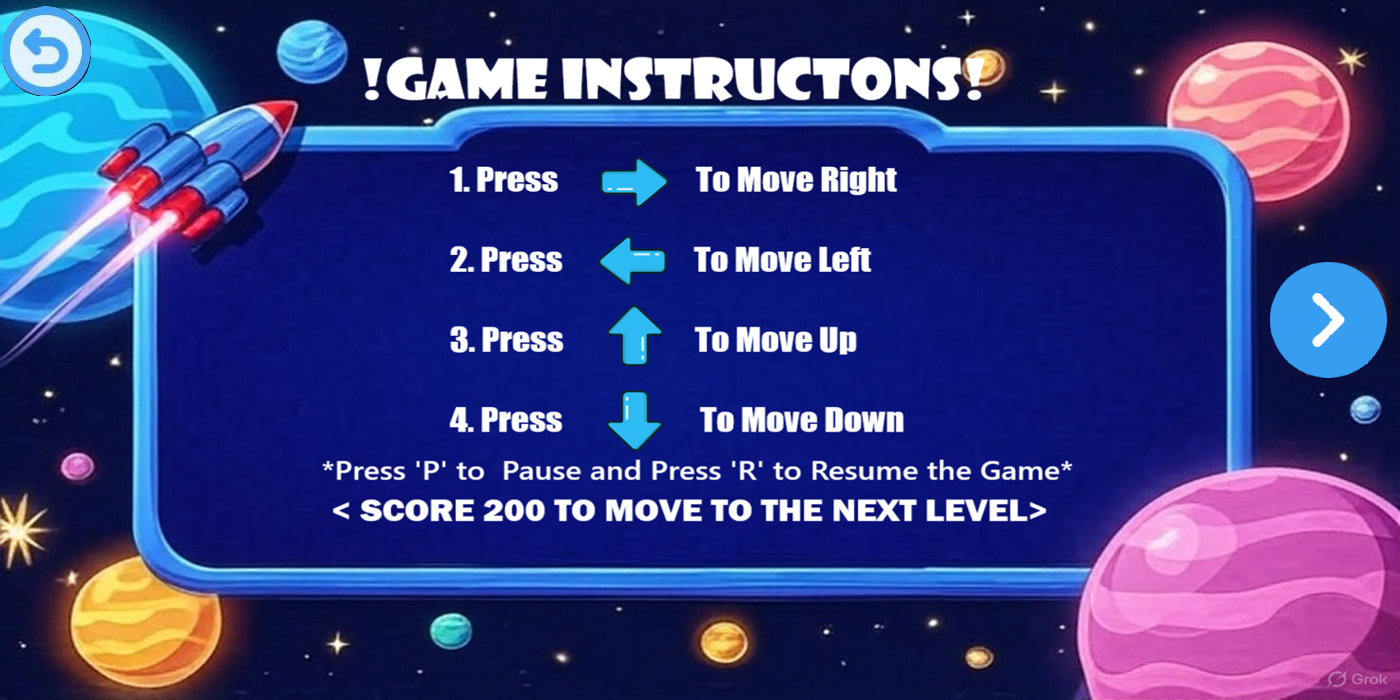 !GAME INSTRUCTONS!
1. Press To Move Right
2. Press To Move Left
3. Press To Move Up
4. Press To Move Down
*Press 'P' to  Pause and Press 'R' to Resume the Game*
< SCORE 200 TO MOVE TO THE NEXT LEVEL>
Grok